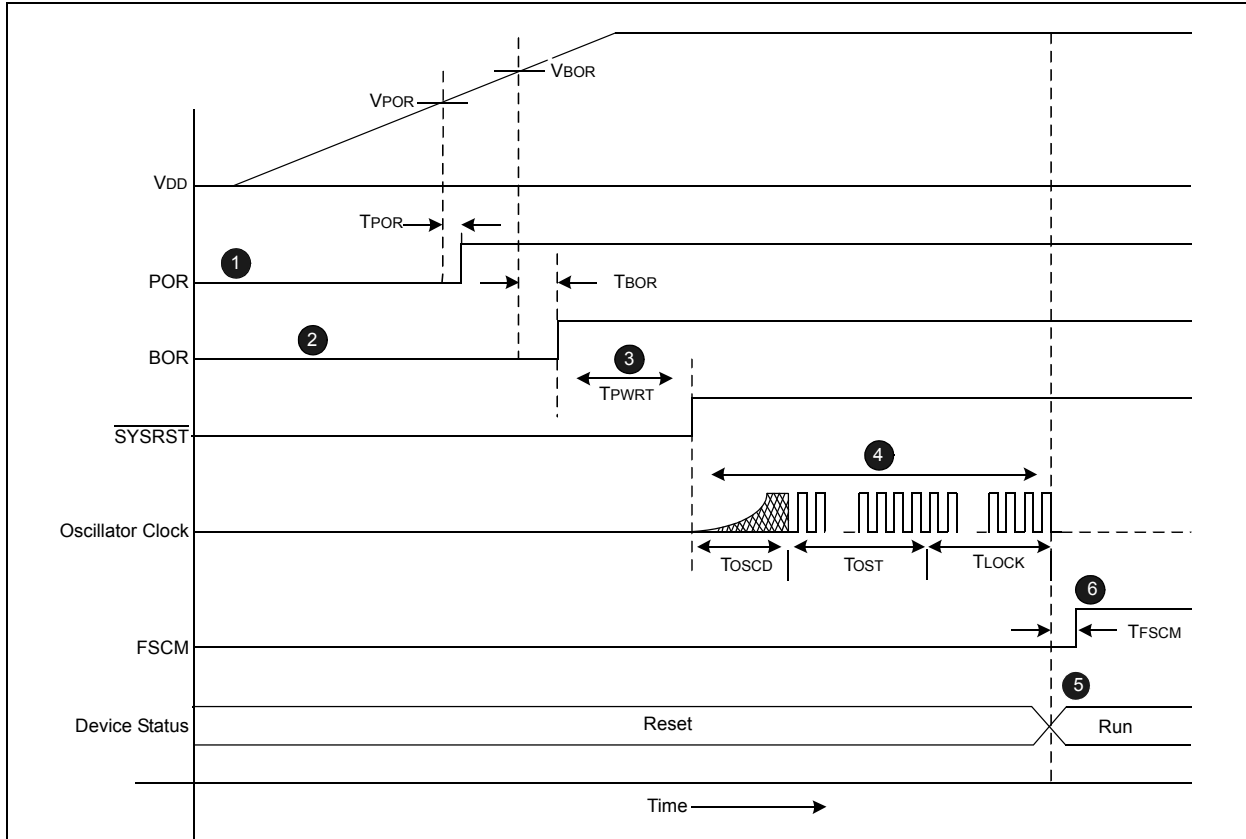 VBOR
VPOR
VDD
TPOR
1
POR
TBOR
2
BOR
3
TPWRT
SYSRST
4
Oscillator Clock
TOSCD
TOST
TLOCK
6
TFSCM
FSCM
5
Device Status
Reset
Run
Time